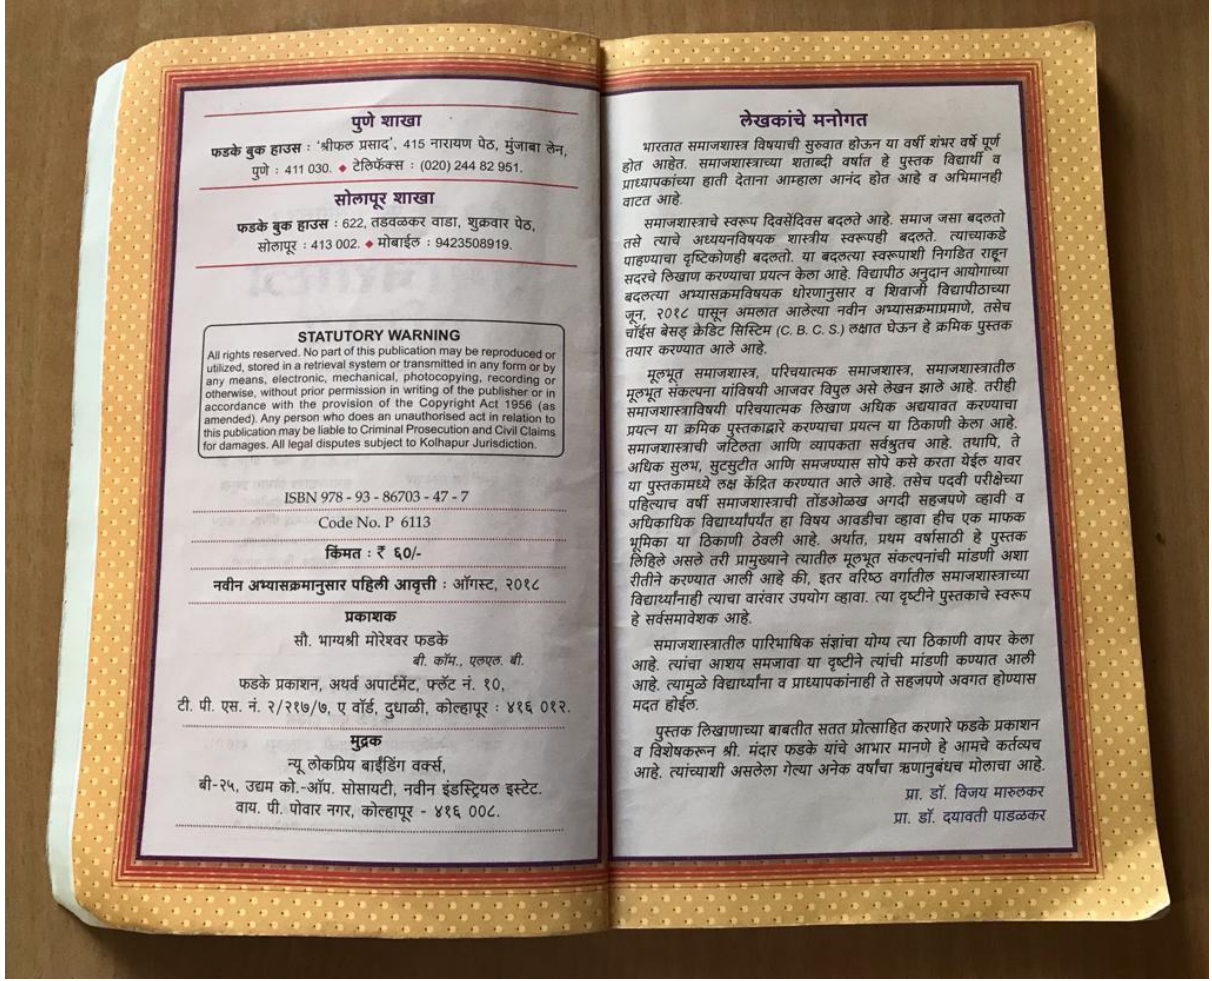 पुणे शाखा
फडके बुक हाउस : 'श्रीफल प्रसाद', 415 नारायण पेठ, मुंजाबा लेन,
पुणे : 411 030. ◆ टेलिफॅक्स : (020) 244 82 951.
सोलापूर शाखा
फडके बुक हाउस : 622, तडवळकर वाडा, शुक्रवार पेठ,
सोलापूर : 413 002. ◆ मोबाईल : 9423508919.
STATUTORY WARNING
All rights reserved. No part of this publication may be reproduced or
utilized, stored in a retrieval system or transmitted in any form or by
any means, electronic, mechanical, photocopying, recording or
otherwise, without prior permission in writing of the publisher or in
accordance with the provision of the Copyright Act 1956 (as
amended). Any person who does an unauthorised act in relation to
this publication may be liable to Criminal Prosecution and Civil Claims
for damages. All legal disputes subject to Kolhapur Jurisdiction.
ISBN 978 - 93 - 86703 - 47 - 7
Code No. P 6113
किंमत : ₹ ६०/-
नवीन अभ्यासक्रमानुसार पहिली आवृत्ती : ऑगस्ट, २०१८
प्रकाशक
सौ. भाग्यश्री मोरेश्वर फडके
बी. कॉम., एलएल. बी.
फडके प्रकाशन, अथर्व अपार्टमेंट, फ्लॅट नं. १०,
टी. पी. एस. नं. २/२१७/७, ए वॉर्ड, दुधाळी, कोल्हापूर : ४१६ ०१२.
मुद्रक
न्यू लोकप्रिय बाईंडिंग वर्क्स,
बी-२५, उद्यम को.-ऑप. सोसायटी, नवीन इंडस्ट्रियल इस्टेट.
वाय. पी. पोवार नगर, कोल्हापूर - ४१६ ००८.
लेखकांचे मनोगत
भारतात समाजशास्त्र विषयाची सुरुवात होऊन या वर्षी शंभर वर्षे पूर्ण
होत आहेत. समाजशास्त्राच्या शताब्दी वर्षात हे पुस्तक विद्यार्थी व
प्राध्यापकांच्या हाती देताना आम्हाला आनंद होत आहे व अभिमानही
वाटत आहे.
समाजशास्त्राचे स्वरूप दिवसेंदिवस बदलते आहे. समाज जसा बदलतो
तसे त्याचे अध्ययनविषयक शास्त्रीय स्वरूपही बदलते. त्याच्याकडे
पाहण्याचा दृष्टिकोणही बदलतो. या बदलत्या स्वरूपाशी निगडित राहून
सदरचे लिखाण करण्याचा प्रयत्न केला आहे. विद्यापीठ अनुदान आयोगाच्या
बदलत्या अभ्यासक्रमविषयक धोरणानुसार व शिवाजी विद्यापीठाच्या
जून, २०१८ पासून अमलात आलेल्या नवीन अभ्यासक्रमाप्रमाणे, तसेच
चॉईस बेसड् क्रेडिट सिस्टिम (C. B. C. S.) लक्षात घेऊन हे क्रमिक पुस्तक
तयार करण्यात आले आहे.
मूलभूत समाजशास्त्र, परिचयात्मक समाजशास्त्र, समाजशास्त्रातील
मूलभूत संकल्पना यांविषयी आजवर विपुल असे लेखन झाले आहे. तरीही
समाजशास्त्राविषयी परिचयात्मक लिखाण अधिक अद्ययावत करण्याचा
प्रयत्न या क्रमिक पुस्तकाद्वारे करण्याचा प्रयत्न या ठिकाणी केला आहे.
समाजशास्त्राची जटिलता आणि व्यापकता सर्वश्रुतच आहे. तथापि, ते
अधिक सुलभ, सुटसुटीत आणि समजण्यास सोपे कसे करता येईल यावर
या पुस्तकामध्ये लक्ष केंद्रित करण्यात आले आहे. तसेच पदवी परीक्षेच्या
पहिल्याच वर्षी समाजशास्त्राची तोंडओळख अगदी सहजपणे व्हावी व
अधिकाधिक विद्यार्थ्यांपर्यंत हा विषय आवडीचा व्हावा हीच एक माफक
भूमिका या ठिकाणी ठेवली आहे. अर्थात, प्रथम वर्षासाठी हे पुस्तक
लिहिले असले तरी प्रामुख्याने त्यातील मूलभूत संकल्पनांची मांडणी अशा
रीतीने करण्यात आली आहे की, इतर वरिष्ठ वर्गातील समाजशास्त्राच्या
विद्यार्थ्यांनाही त्याचा वारंवार उपयोग व्हावा. त्या दृष्टीने पुस्तकाचे स्वरूप
हे सर्वसमावेशक आहे.
समाजशास्त्रातील पारिभाषिक संज्ञांचा योग्य त्या ठिकाणी वापर केला
आहे. त्यांचा आशय समजावा या दृष्टीने त्यांची मांडणी कण्यात आली
आहे. त्यामुळे विद्यार्थ्यांना व प्राध्यापकांनाही ते सहजपणे अवगत होण्यास
मदत होईल.
पुस्तक लिखाणाच्या बाबतीत सतत प्रोत्साहित करणारे फडके प्रकाशन
व विशेषकरून श्री. मंदार फडके यांचे आभार मानणे हे आमचे कर्तव्यच
आहे. त्यांच्याशी असलेला गेल्या अनेक वर्षांचा ऋणानुबंधच मोलाचा आहे.
प्रा. डॉ. विजय मारुलकर
प्रा. डॉ. दयावती पाडळकर